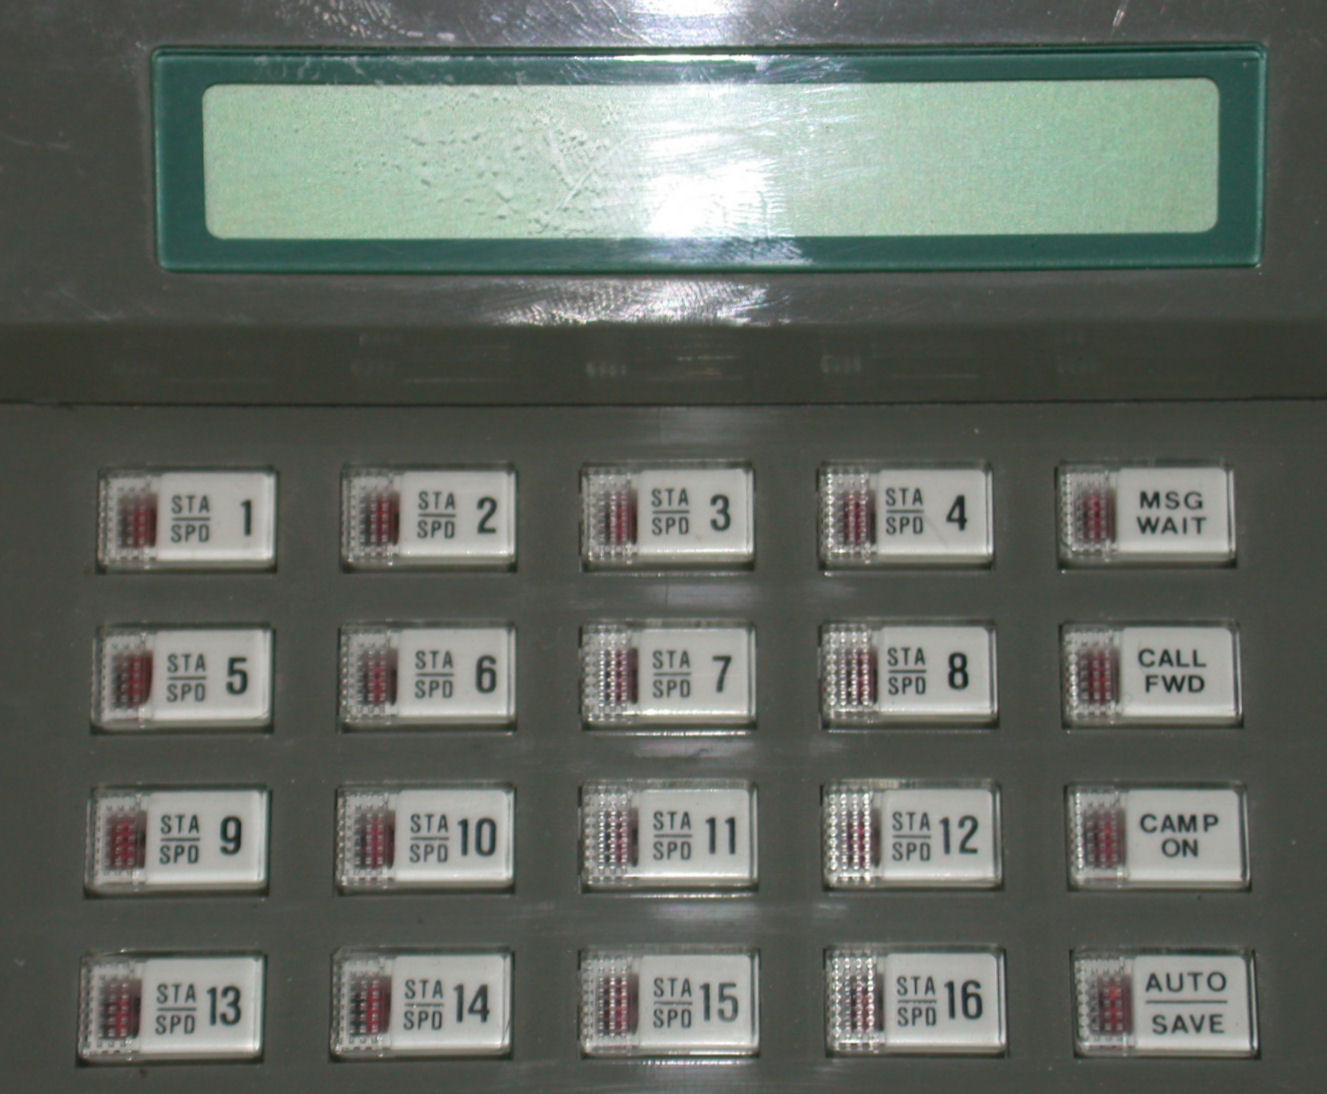 STA
SPD 1
STA
SPD 2
STA
SPD 3
STA
SPD 4
MSG
WAIT
STA
SPD 5
STA
SPD 6
STA
SPD 7
STA
SPD 8
CALL
FWD
STA
SPD 9
STA
SPD 10
STA
SPD 11
STA
SPD 12
CAMP
ON
STA
SPD 13
STA
SPD 14
STA
SPD 15
STA
SPD 16
AUTO
SAVE